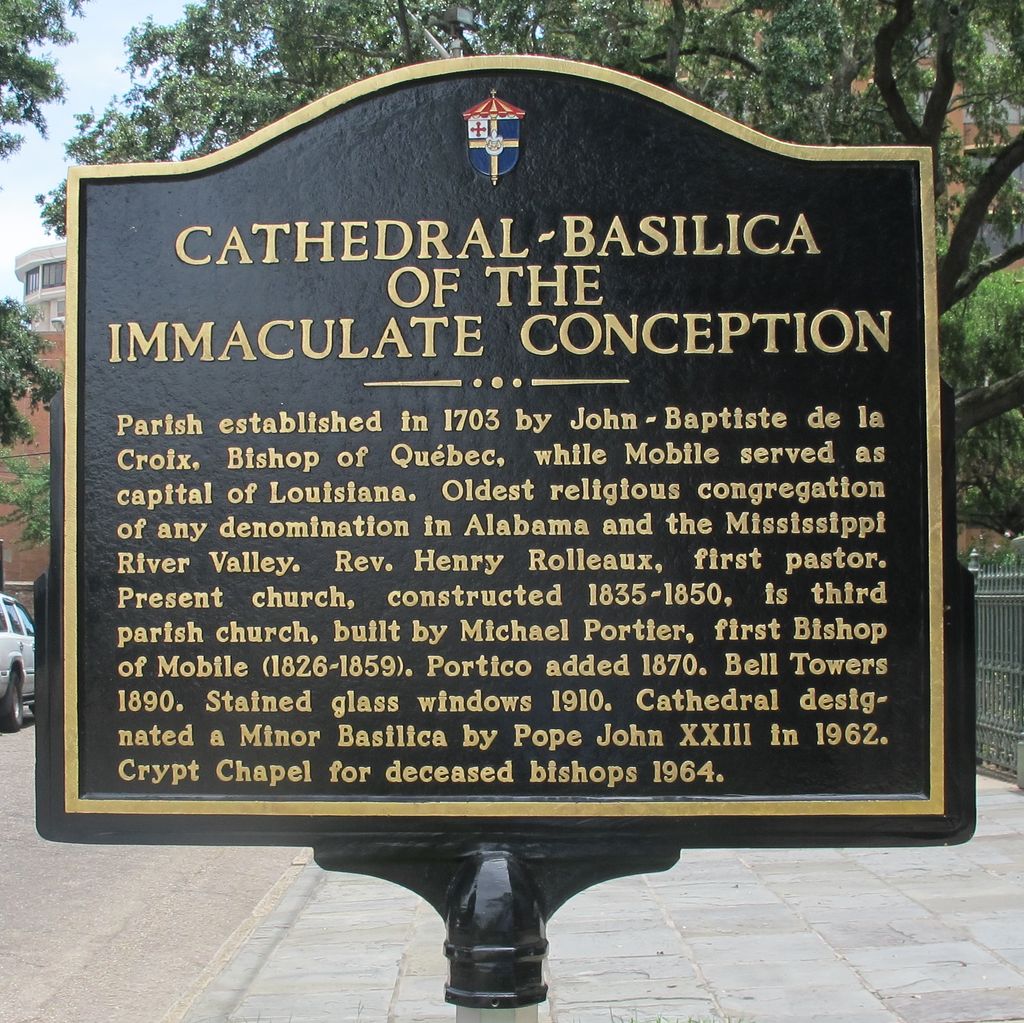 CATHEDRAL-BASILICA
OF THE
IMMACULATE CONCEPTION
Parish established in 1703 by John-Baptiste de la
Croix, Bishop of Québec, while Mobile served as
capital of Louisiana. Oldest religious congregation
of any denomination in Alabama and the Mississippi
River Valley. Rev. Henry Rolleaux, first pastor.
Present church, constructed 1835-1850, is third
parish church, built by Michael Portier, first Bishop
of Mobile (1826-1859). Portico added 1870. Bell Towers
1890. Stained glass windows 1910. Cathedral desig-
nated a Minor Basilica by Pope John XXIII in 1962.
Crypt Chapel for deceased bishops 1964.